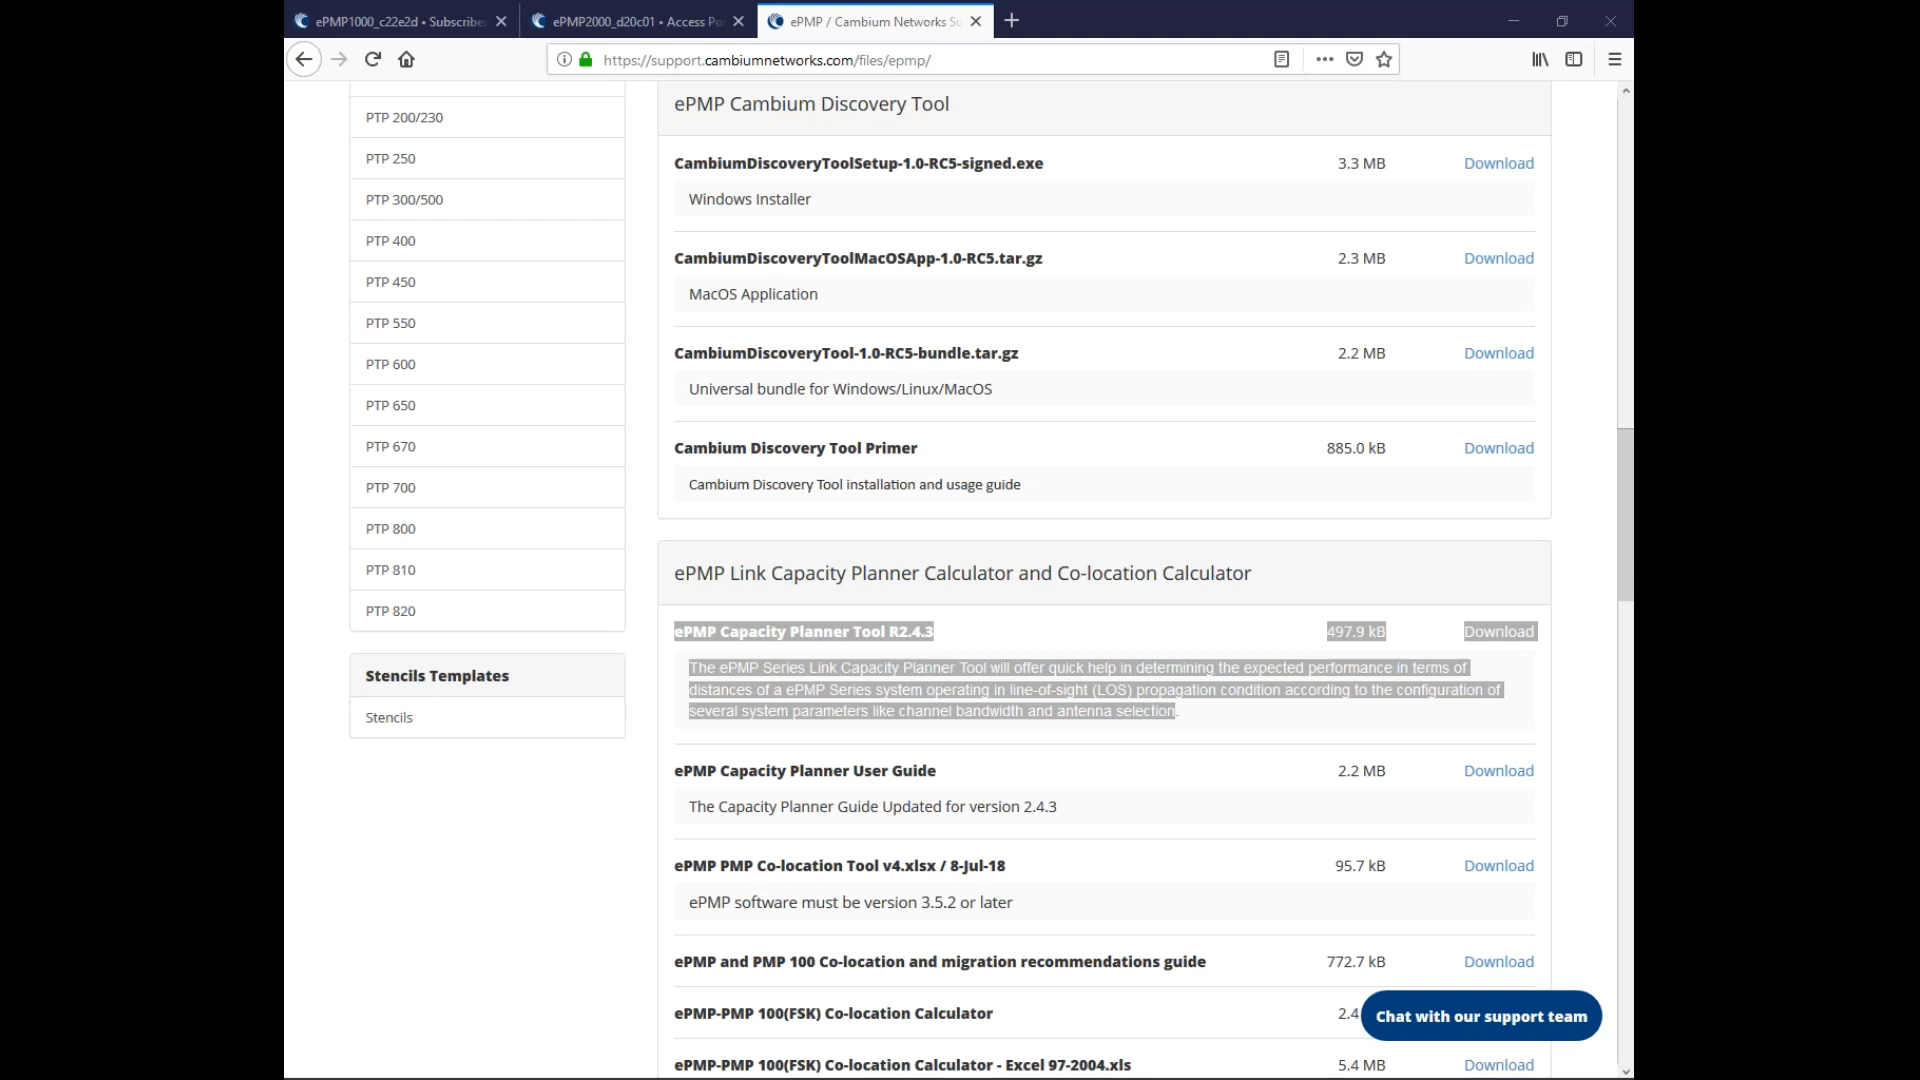 ePMP1000_c22e2d • Subscriber
ePMP2000_d20c01 • Access Po
ePMP / Cambium Networks Su
https://support.cambiumnetworks.com/files/epmp/
PTP 200/230
PTP 250
PTP 300/500
PTP 400
PTP 450
PTP 550
PTP 600
PTP 650
PTP 670
PTP 700
PTP 800
PTP 810
PTP 820
Stencils Templates
Stencils
ePMP Cambium Discovery Tool
CambiumDiscoveryToolSetup-1.0-RC5-signed.exe 3.3 MB Download
Windows Installer
CambiumDiscoveryToolMacOSApp-1.0-RC5.tar.gz 2.3 MB Download
MacOS Application
CambiumDiscoveryTool-1.0-RC5-bundle.tar.gz 2.2 MB Download
Universal bundle for Windows/Linux/MacOS
Cambium Discovery Tool Primer 885.0 kB Download
Cambium Discovery Tool installation and usage guide
ePMP Link Capacity Planner Calculator and Co-location Calculator
ePMP Capacity Planner Tool R2.4.3 497.9 kB Download
The ePMP Series Link Capacity Planner Tool will offer quick help in determining the expected performance in terms of
distances of a ePMP Series system operating in line-of-sight (LOS) propagation condition according to the configuration of
several system parameters like channel bandwidth and antenna selection.
ePMP Capacity Planner User Guide 2.2 MB Download
The Capacity Planner Guide Updated for version 2.4.3
ePMP PMP Co-location Tool v4.xlsx / 8-Jul-18 95.7 kB Download
ePMP software must be version 3.5.2 or later
ePMP and PMP 100 Co-location and migration recommendations guide 772.7 kB Download
ePMP-PMP 100(FSK) Co-location Calculator 2.4
Chat with our support team
ePMP-PMP 100(FSK) Co-location Calculator - Excel 97-2004.xls 5.4 MB Download